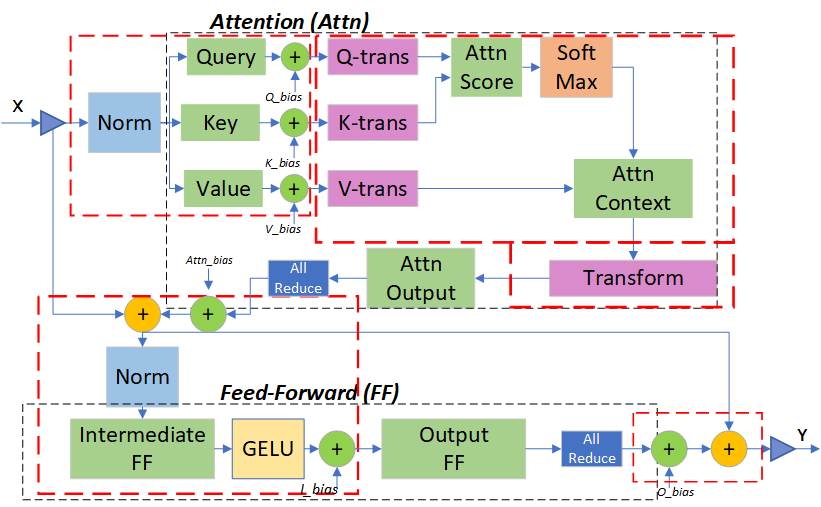 Attention (Attn)
X
Norm
Query
+
Q_bias
Q-trans
Attn
Score
Soft
Max
Key
+
K_bias
K-trans
Value
+
V_bias
V-trans
Attn
Context
Transform
Attn
Output
All
Reduce
Attn_bias
+
+
Norm
Feed-Forward (FF)
Intermediate
FF
GELU
+
I_bias
Output
FF
All
Reduce
+
O_bias
+
Y